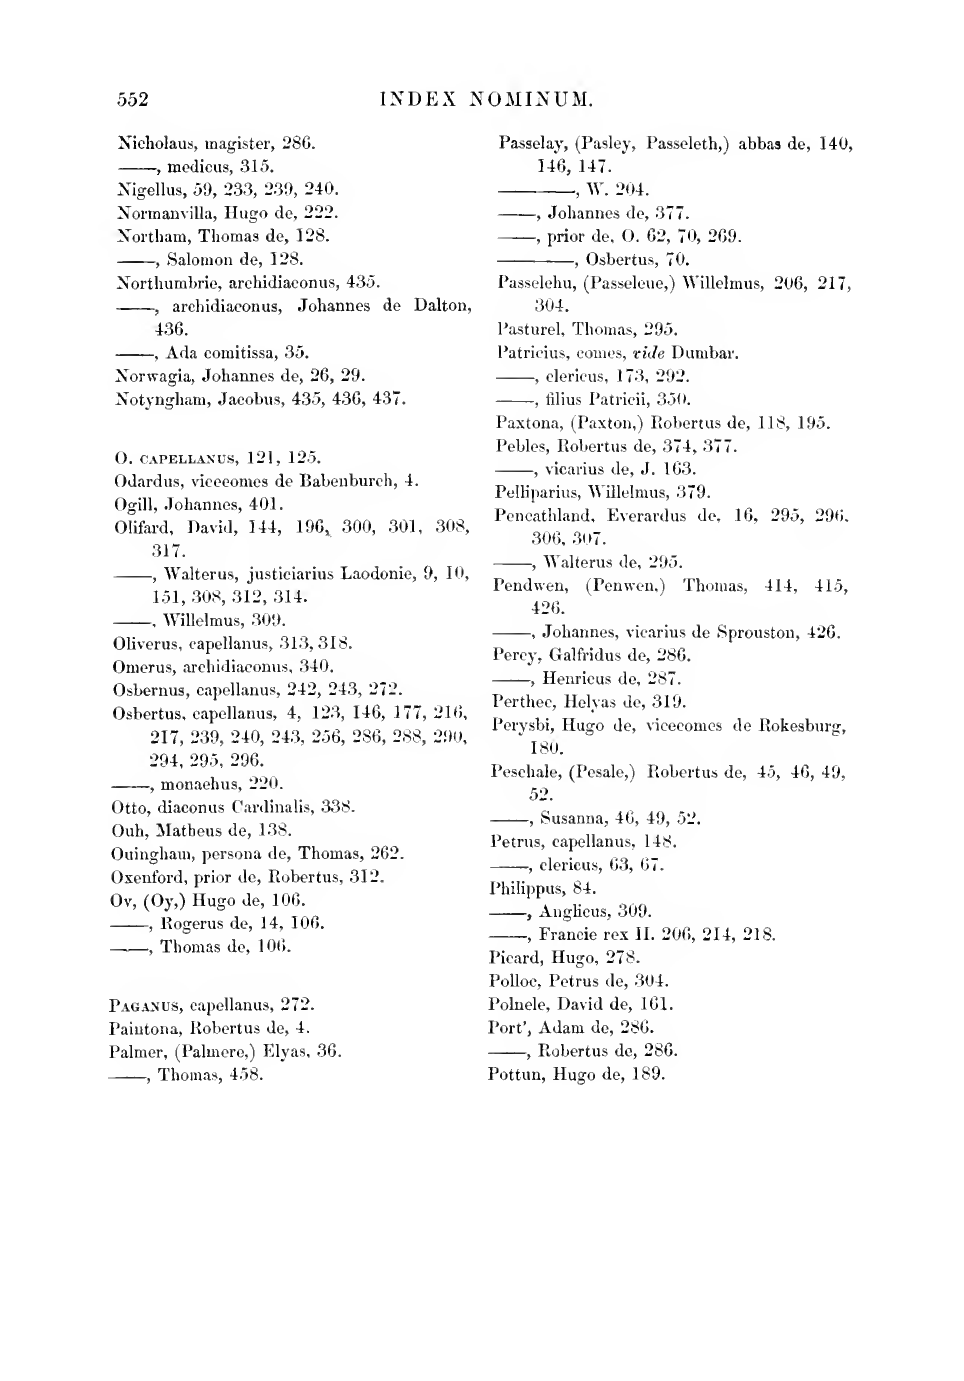 552 INDEX NOMINUM.
Nicholaus, magister, 286.
———, medicus, 315.
Nigellus, 59, 233, 239, 240.
Normanvilla, Hugo de, 222.
Northam, Thomas de, 128.
———, Salomon de, 128.
Northumbrie, archidiaconus, 435.
———, archidiaconus, Johannes de Dalton,
436.
———, Ada comitissa, 35.
Norwagia, Johannes de, 26, 29.
Notyngham, Jacobus, 435, 436, 437.
O. CAPELLANUS, 121, 125.
Odardus, vicecomes de Babenburch, 4.
Ogill, Johannes, 401.
Olifard, David, 144, 196, 300, 301, 308,
317.
———, Walterus, justiciarius Laodonie, 9, 10,
151, 308, 312, 314.
———, Willelmus, 309.
Oliverus, capellanus, 313, 318.
Omerus, archidiaconus, 340.
Osbernus, capellanus, 242, 243, 272.
Osbertus, capellanus, 4, 123, 146, 177, 216,
217, 239, 240, 243, 256, 286, 288, 290,
294, 295, 296.
———, monachus, 220.
Otto, diaconus Cardinalis, 338.
Ouh, Matheus de, 138.
Ouingham, persona de, Thomas, 262.
Oxenford, prior de, Robertus, 312.
Ov, (Oy,) Hugo de, 106.
———, Rogerus de, 14, 106.
———, Thomas de, 106.
PAGANUS, capellanus, 272.
Paintona, Robertus de, 4.
Palmer, (Palmere,) Elyas, 36.
———, Thomas, 458.
Passelay, (Pasley, Passeleth,) abbas de, 140,
146, 147.
——————, W. 204.
———, Johannes de, 377.
———, prior de, O. 62, 70, 269.
——————, Osbertus, 70.
Passelehu, (Passeleue,) Willelmus, 206, 217,
304.
Pasturel, Thomas, 295.
Patricius, comes, vide Dumbar.
———, clericus, 173, 292.
———, filius Patricii, 350.
Paxtona, (Paxton,) Robertus de, 118, 195.
Pebles, Robertus de, 374, 377.
———, vicarius de, J. 163.
Pelliparius, Willelmus, 379.
Pencathland, Everardus de, 16, 295, 296,
306, 307.
———, Walterus de, 295.
Pendwen, (Penwen,) Thomas, 414, 415,
426.
———, Johannes, vicarius de Sprouston, 426.
Percy, Galfridus de, 286.
———, Henricus de, 287.
Perthec, Helyas de, 319.
Perysbi, Hugo de, vicecomes de Rokesburg,
180.
Peschale, (Pesale,) Robertus de, 45, 46, 49,
52.
———, Susanna, 46, 49, 52.
Petrus, capellanus, 148.
———, clericus, 63, 67.
Philippus, 84.
———, Anglicus, 309.
———, Francie rex II. 206, 214, 218.
Picard, Hugo, 278.
Polloc, Petrus de, 304.
Polnele, David de, 161.
Port', Adam de, 286.
———, Robertus de, 286.
Pottun, Hugo de, 189.